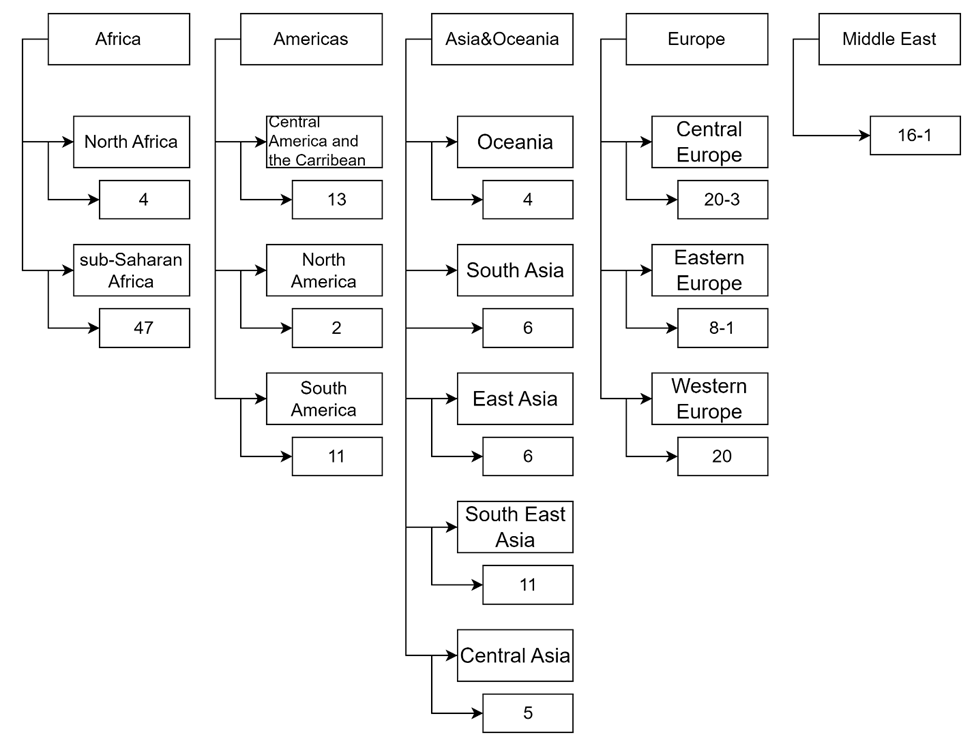 Africa
North Africa
4
sub-Saharan
Africa
47
Americas
Central
America and
the Carribean
13
North
America
2
South
America
11
Asia&Oceania
Oceania
4
South Asia
6
East Asia
6
South East
Asia
11
Central Asia
5
Europe
Central
Europe
20-3
Eastern
Europe
8-1
Western
Europe
20
Middle East
16-1